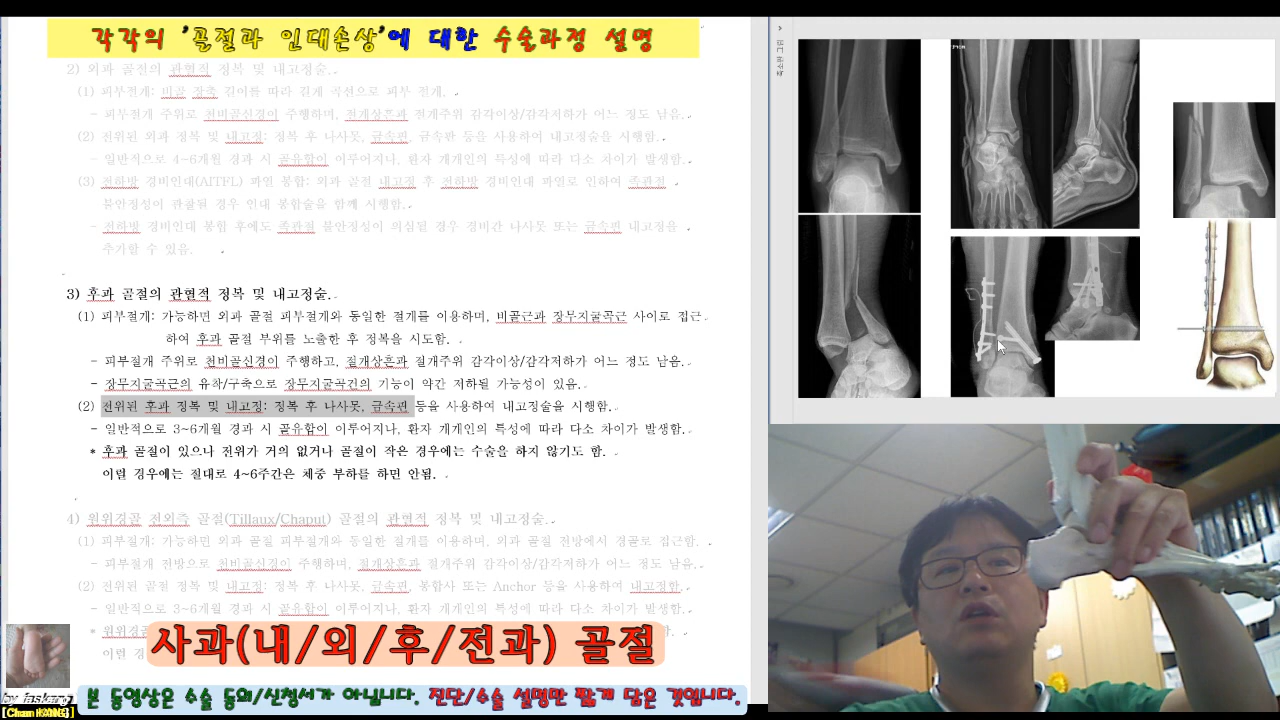 각각의 '골절과 인대손상'에 대한 수술과정 설명
2) 외과 골절의 관혈적 정복 및 내고정술.
(1) 피부절개: 비골 장축 길이를 따라 길게 곡선으로 피부 절개.
- 피부절개 주위로 천비골신경이 주행하며, 절개상흔과 절개주위 감각이상/감각저하가 어느 정도 남음.
(2) 전위된 외과 정복 및 내고정: 정복 후 나사못, 금속핀, 금속판 등을 사용하여 내고정술을 시행함.
- 일반적으로 4~6개월 경과 시 골유합이 이루어지나, 환자 개개인의 특성에 따라 다소 차이가 발생함.
(3) 전하방 경비인대(AITFL) 파일 봉합: 외과 골절 내고정 후 전하방 경비인대 파열로 인하여 족관절
불안정성이 관찰된 경우 인대 봉합술을 함께 시행함.
- 전하방 경비인대 봉합 후에도 족관절 불안정성이 의심될 경우 경비간 나사못 또는 금속판 내고정을
추가할 수 있음.
3) 후과 골절의 관혈적 정복 및 내고정술.
(1) 피부절개: 가능하면 외과 골절 피부절개와 동일한 절개를 이용하며, 비골근과 장무지굴곡근 사이로 접근
하여 후과 골절 부위를 노출한 후 정복을 시도함.
- 피부절개 주위로 천비골신경이 주행하고, 절개상흔과 절개주위 감각이상/감각저하가 어느 정도 남음.
- 장무지굴곡근의 유착/구축으로 장무지굴곡건의 기능이 약간 저하될 가능성이 있음.
(2) 전위된 후과 정복 및 내고정: 정복 후 나사못, 금속핀 등을 사용하여 내고정술을 시행함.
- 일반적으로 3~6개월 경과 시 골유합이 이루어지나, 환자 개개인의 특성에 따라 다소 차이가 발생함.
* 후과 골절이 있으나 전위가 거의 없거나 골절이 작은 경우에는 수술을 하지 않기도 함.
이럴 경우에는 절대로 4~6주간은 체중 부하를 하면 안됨.
4) 원위경골 전외측 골절(Tillaux/Chaput) 골절의 관혈적 정복 및 내고정술.
(1) 피부절개: 가능하면 외과 골절 피부절개와 동일한 절개를 이용하며, 외과 골절 전방에서 경골로 접근함.
- 피부절개 전방으로 천비골신경이 주행하며, 절개상흔과 절개주위 감각이상/감각저하가 어느 정도 남음.
(2) 전위된 골절 정복 및 내고정: 정복 후 나사못, 금속핀, 봉합사 또는 Anchor 등을 사용하여 내고정함.
- 일반적으로 3~6개월 경과 시 골유합이 이루어지나, 환자 개개인의 특성에 따라 다소 차이가 발생함.
* 원위경골
이럴 경
사과(내/외/후/전과) 골절
본 동영상은 수술 동의/신청서가 아닙니다. 진단/수술 설명만 짧게 담은 것입니다.